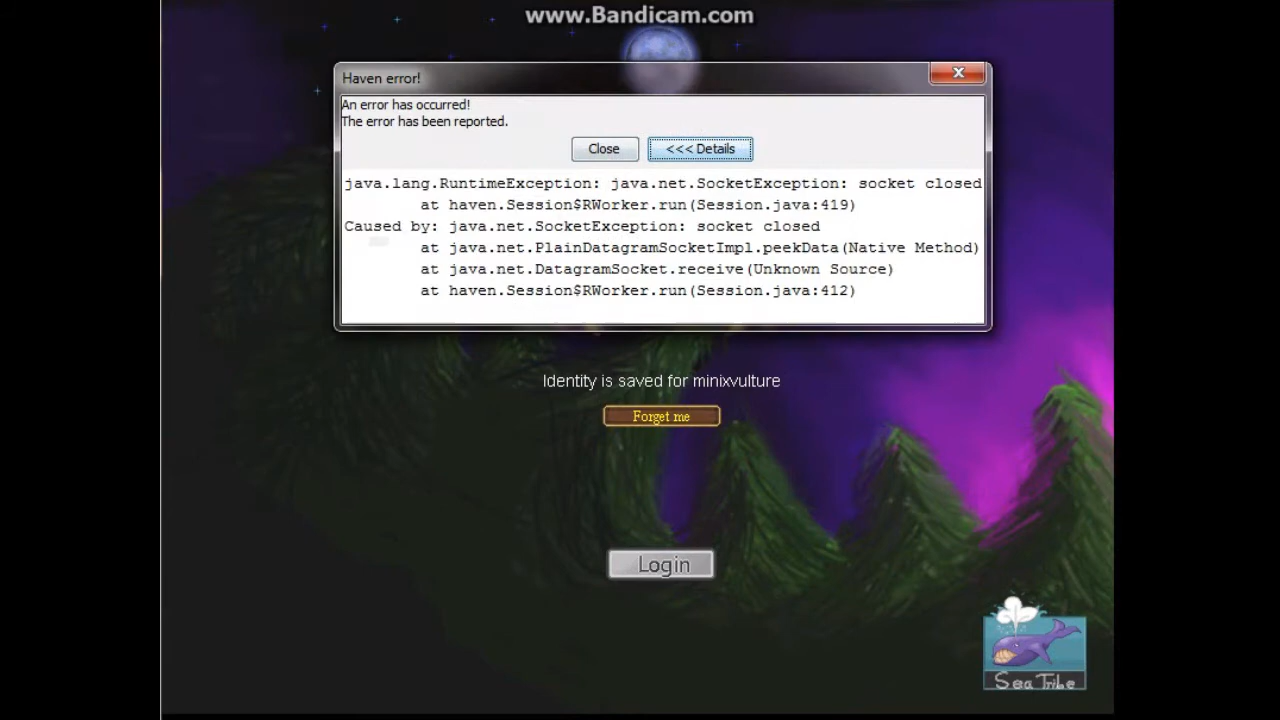 www.Bandicam.com
Haven error!
An error has occurred!
The error has been reported.
Close
<<< Details
java.lang.RuntimeException: java.net.SocketException: socket closed
at haven.Session$RWorker.run(Session.java:419)
Caused by: java.net.SocketException: socket closed
at java.net.PlainDatagramSocketImpl.peekData(Native Method)
at java.net.DatagramSocket.receive(Unknown Source)
at haven.Session$RWorker.run(Session.java:412)
Identity is saved for minixvulture
Forget me
Login
Sea Tribe